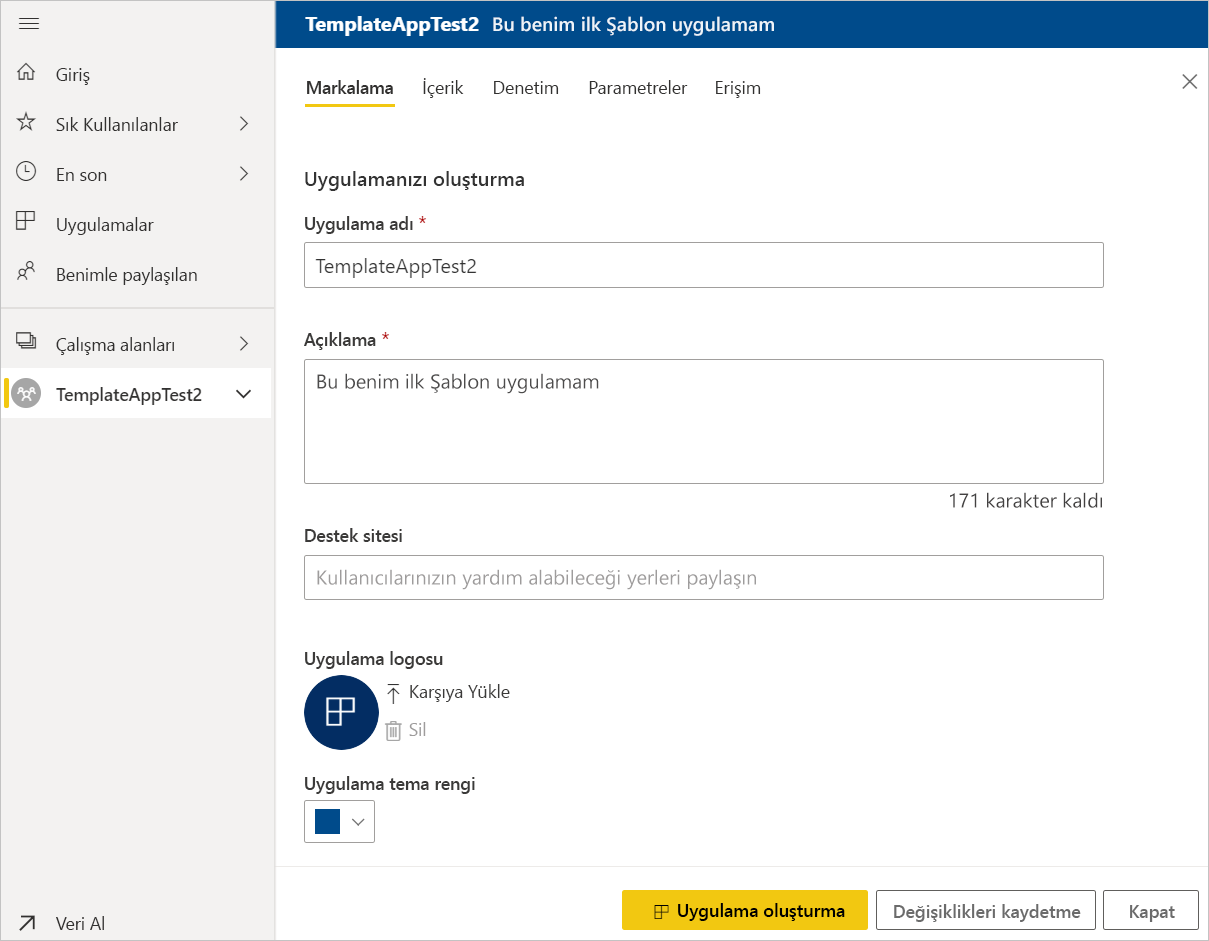 TemplateAppTest2 Bu benim ilk Şablon uygulamam
Giriş
Sık Kullanılanlar
En son
Uygulamalar
Benimle paylaşılan
Çalışma alanları
TemplateAppTest2
Veri Al
Markalama İçerik Denetim Parametreler Erişim
Uygulamanızı oluşturma
Uygulama adı *
TemplateAppTest2
Açıklama *
Bu benim ilk Şablon uygulamam
171 karakter kaldı
Destek sitesi
Kullanıcılarınızın yardım alabileceği yerleri paylaşın
Uygulama logosu
Karşıya Yükle
Sil
Uygulama tema rengi
Uygulama oluşturma Değişiklikleri kaydetme Kapat